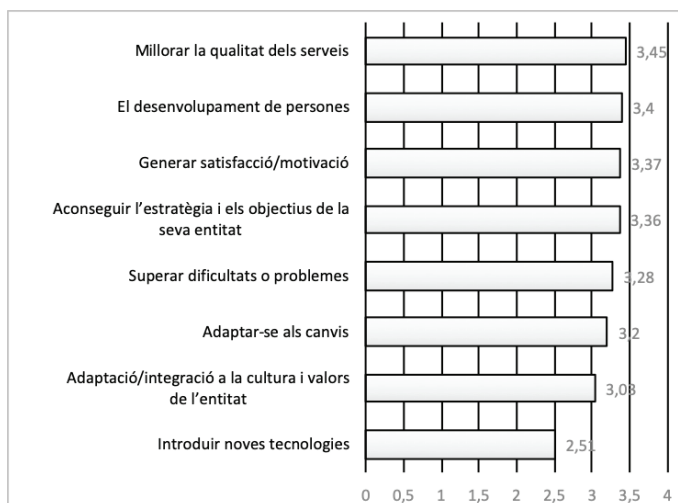 Millorar la qualitat dels serveis
3,45
El desenvolupament de persones
3,4
Generar satisfacció/motivació
3,37
Aconseguir l’estratègia i els objectius de la
seva entitat
3,36
Superar dificultats o problemes
3,28
Adaptar-se als canvis
3,2
Adaptació/integració a la cultura i valors
de l’entitat
3,03
Introduir noves tecnologies
2,51
0 0,5 1 1,5 2 2,5 3 3,5 4